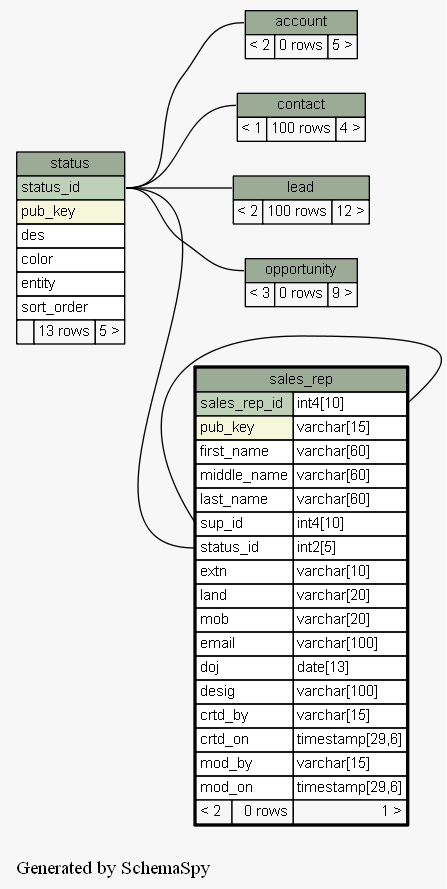 account
< 2 0 rows 5 >
contact
< 1 100 rows 4 >
status
status_id
pub_key
des
color
entity
sort_order
13 rows 5 >
lead
< 2 100 rows 12 >
opportunity
< 3 0 rows 9 >
sales_rep
sales_rep_id int4[10]
pub_key varchar[15]
first_name varchar[60]
middle_name varchar[60]
last_name varchar[60]
sup_id int4[10]
status_id int2[5]
extn varchar[10]
land varchar[20]
mob varchar[20]
email varchar[100]
doj date[13]
desig varchar[100]
crtd_by varchar[15]
crtd_on timestamp[29,6]
mod_by varchar[15]
mod_on timestamp[29,6]
< 2 0 rows 1 >
Generated by SchemaSpy